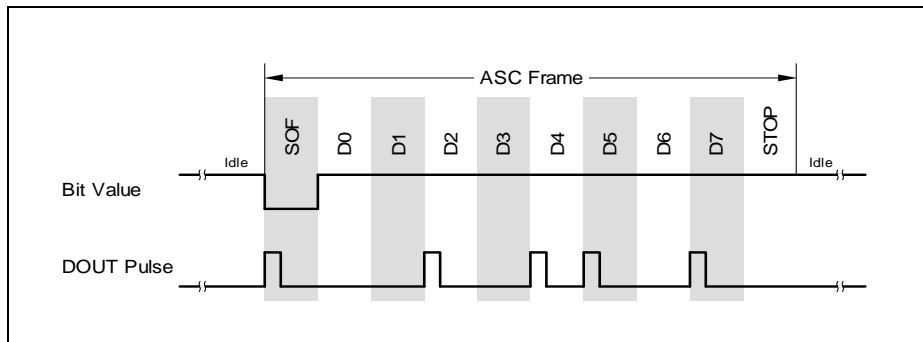 ASC Frame
SOF D0 D1 D2 D3 D4 D5 D6 D7 STOP
Idle Idle
Bit Value
DOUT Pulse